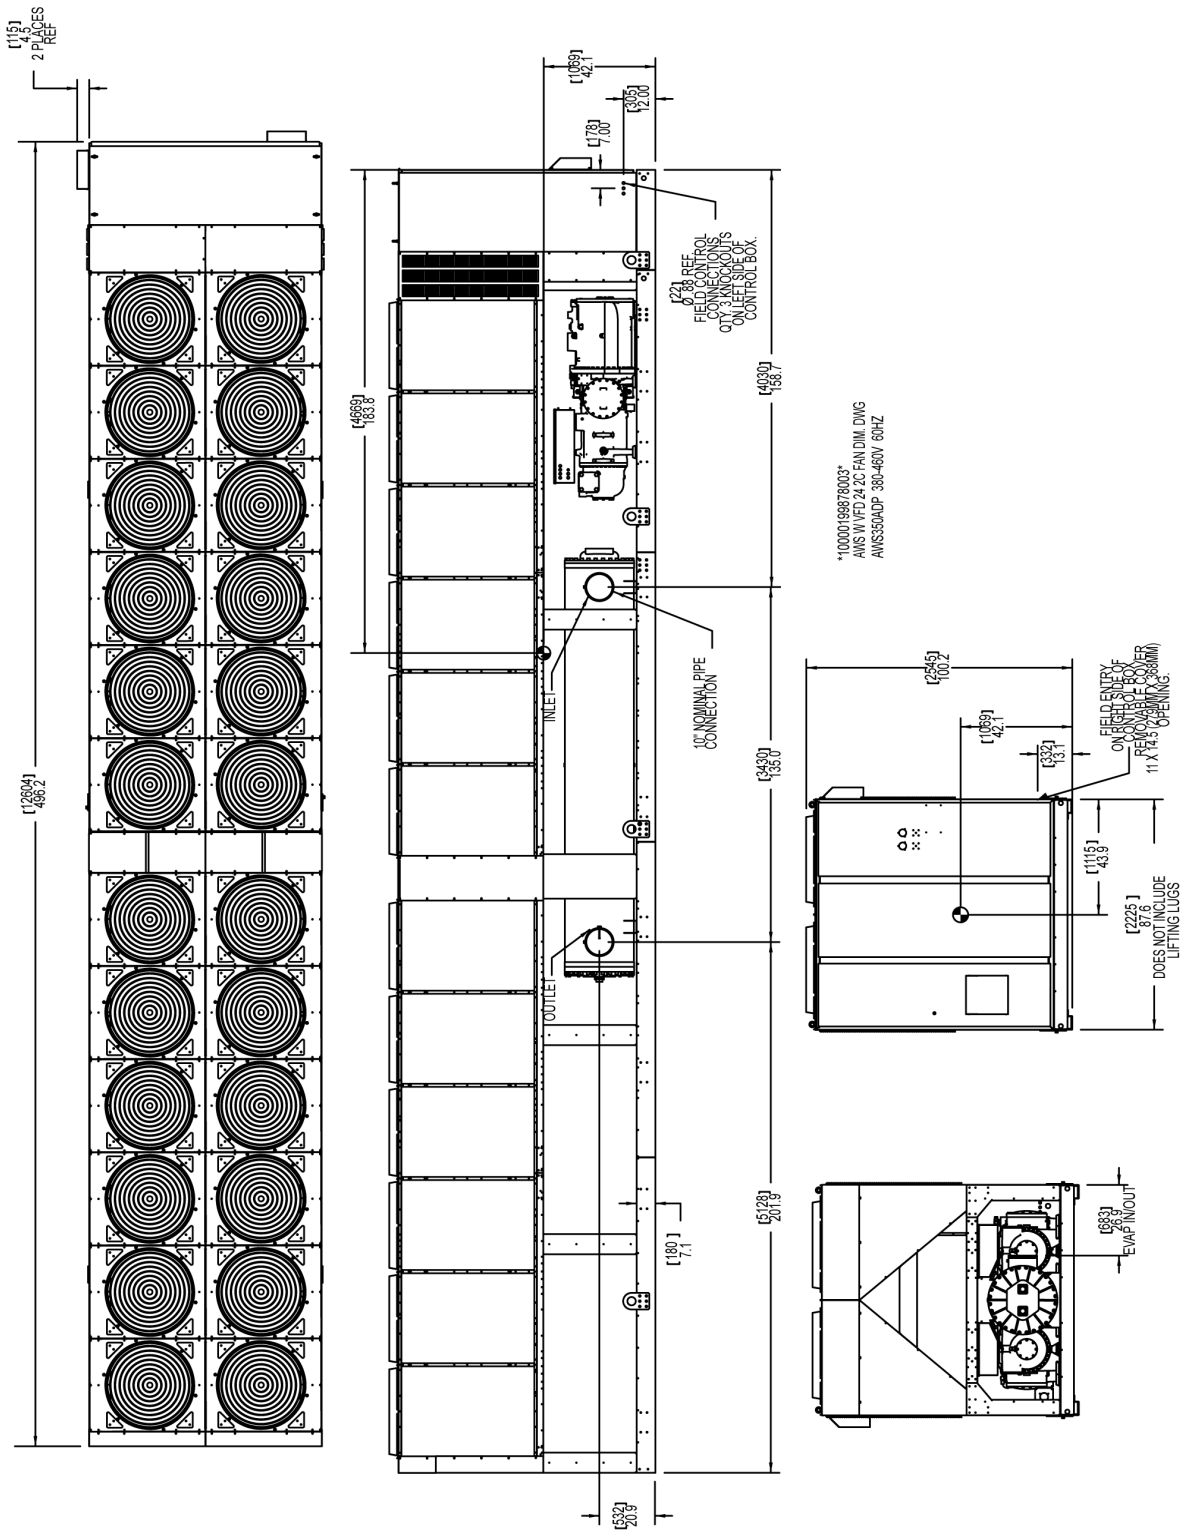 [115]
4.5
2 PLACES
REF
[12604]
496.2
[1069]
42.1
[305]
12.00
[178]
7.00
[4669]
183.8
[22]
Ø .88 REF
FIELD CONTROL
CONNECTIONS
QTY. 3 KNOCKOUTS
ON LEFT SIDE OF
CONTROL BOX.
[4030]
158.7
INLET
10" NOMINAL PIPE
CONNECTION
[3430]
135.0
OUTLET
[5128]
201.9
[180 ]
7.1
[532]
20.9
*10000199878003*
AWS W VFD 24 2C FAN DIM. DWG
AWS350ADP 380-460V 60HZ
[2545]
100.2
[1069]
42.1
[332]
13.1
FIELD ENTRY
ON RIGHT SIDE OF
CONTROL BOX
REMOVABLE COVER
11 X 14.5 (279MM X 368MM)
OPENING.
[1115]
43.9
[2225 ]
87.6
DOES NOT INCLUDE
LIFTING LUGS
[683]
26.9
EVAP IN/OUT